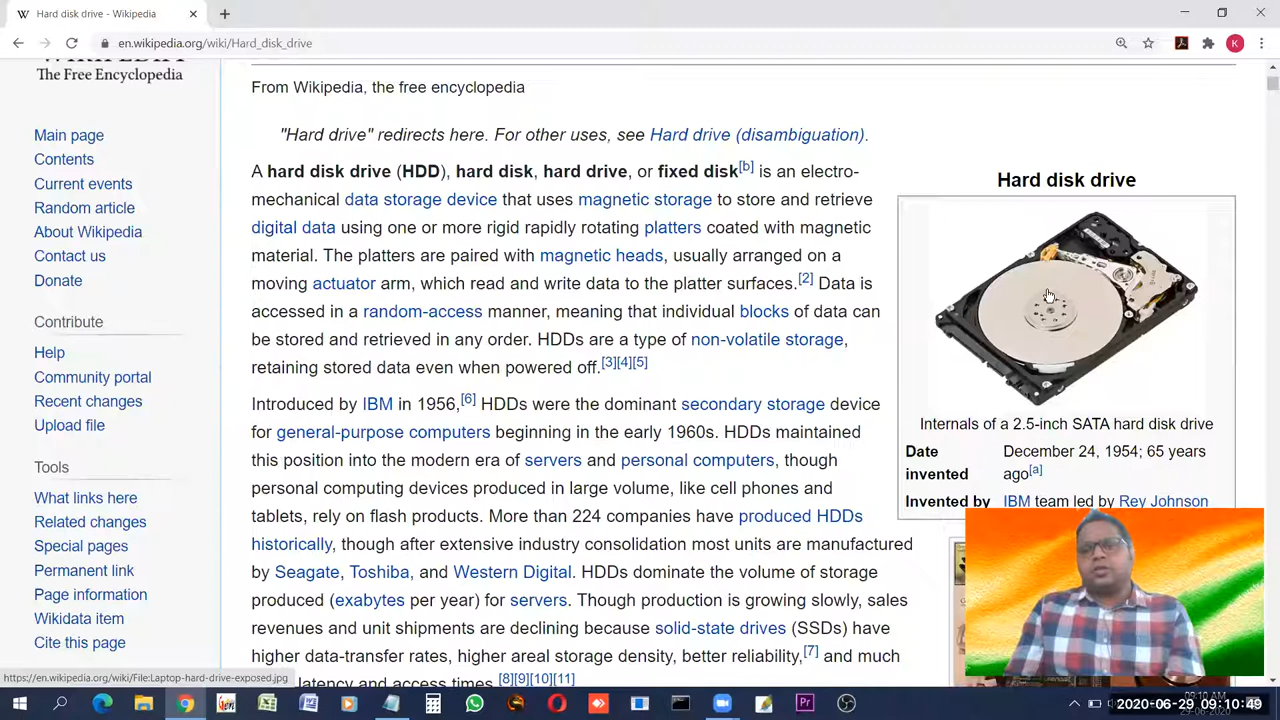 Hard disk drive - Wikipedia
en.wikipedia.org/wiki/Hard_disk_drive
K
The Free Encyclopedia
Main page
Contents
Current events
Random article
About Wikipedia
Contact us
Donate
Contribute
Help
Community portal
Recent changes
Upload file
Tools
What links here
Related changes
Special pages
Permanent link
Page information
Wikidata item
Cite this page
From Wikipedia, the free encyclopedia
"Hard drive" redirects here. For other uses, see Hard drive (disambiguation).
A hard disk drive (HDD), hard disk, hard drive, or fixed disk[b] is an electro-
mechanical data storage device that uses magnetic storage to store and retrieve
digital data using one or more rigid rapidly rotating platters coated with magnetic
material. The platters are paired with magnetic heads, usually arranged on a
moving actuator arm, which read and write data to the platter surfaces.[2] Data is
accessed in a random-access manner, meaning that individual blocks of data can
be stored and retrieved in any order. HDDs are a type of non-volatile storage,
retaining stored data even when powered off.[3][4][5]
Introduced by IBM in 1956,[6] HDDs were the dominant secondary storage device
for general-purpose computers beginning in the early 1960s. HDDs maintained
this position into the modern era of servers and personal computers, though
personal computing devices produced in large volume, like cell phones and
tablets, rely on flash products. More than 224 companies have produced HDDs
historically, though after extensive industry consolidation most units are manufactured
by Seagate, Toshiba, and Western Digital. HDDs dominate the volume of storage
produced (exabytes per year) for servers. Though production is growing slowly, sales
revenues and unit shipments are declining because solid-state drives (SSDs) have
higher data-transfer rates, higher areal storage density, better reliability,[7] and much
latency and access times.[8][9][10][11]
Hard disk drive
Internals of a 2.5-inch SATA hard disk drive
Date invented
December 24, 1954; 65 years
ago[a]
Invented by
IBM team led by Rey Johnson
https://en.wikipedia.org/wiki/File:Laptop-hard-drive-exposed.jpg
Pr
09:10 AM
29-06-2020
2020-06-29 09:10:49